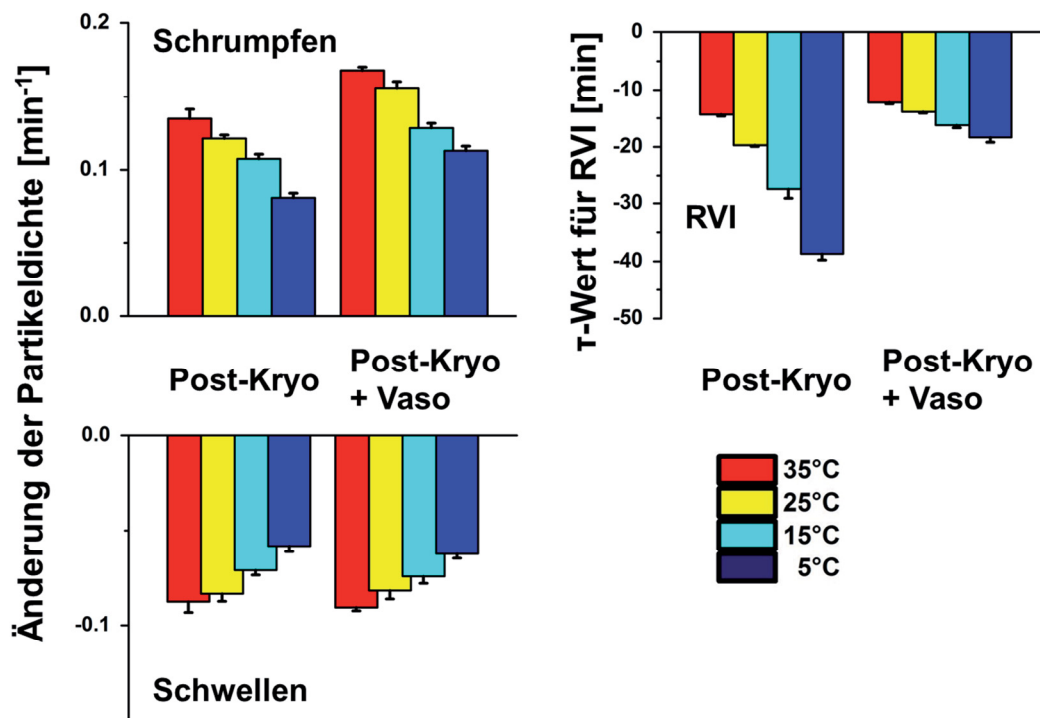 Änderung der Partikeldichte [min⁻¹]
0.2
0.1
0.0
Schrumpfen
Post-Kryo
Post-Kryo
+ Vaso
0.0
-0.1
Schwellen
τ-Wert für RVI [min]
0
-10
-20
-30
-40
-50
RVI
Post-Kryo
Post-Kryo
+ Vaso
35°C
25°C
15°C
5°C